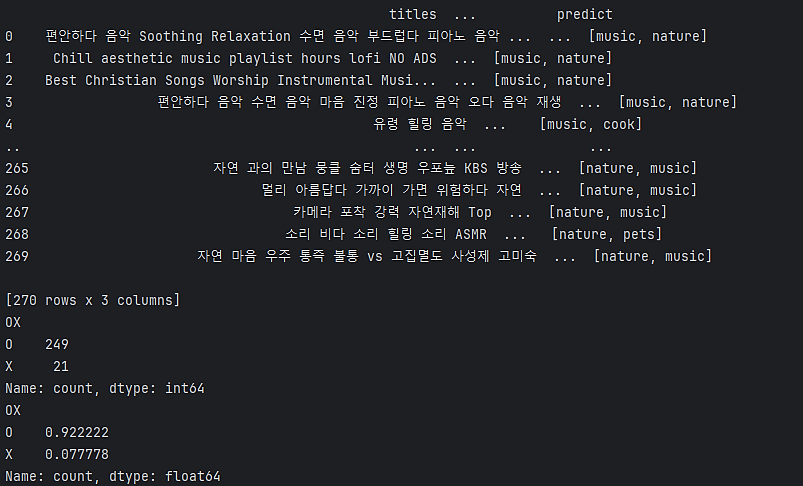 titles ... predict
0 편안하다 음악 Soothing Relaxation 수면 음악 부드럽다 피아노 음악 ... ... [music, nature]
1 Chill aesthetic music playlist hours lofi NO ADS ... [music, nature]
2 Best Christian Songs Worship Instrumental Musi... ... [music, nature]
3 편안하다 음악 수면 음악 마음 진정 피아노 음악 오다 음악 재생 ... [music, nature]
4 유령 힐링 음악 ... [music, cook]
.. ... ... ...
265 자연 과의 만남 뭉클 숨터 생명 우포늪 KBS 방송 ... [nature, music]
266 멀리 아름답다 가까이 가면 위험하다 자연 ... [nature, music]
267 카메라 포착 강력 자연재해 Top ... [nature, music]
268 소리 비다 소리 힐링 소리 ASMR ... [nature, pets]
269 자연 마음 우주 통즉 불통 vs 고집멸도 사성제 고미숙 ... [nature, music]
[270 rows x 3 columns]
OX
O 249
X 21
Name: count, dtype: int64
OX
O 0.922222
X 0.077778
Name: count, dtype: float64